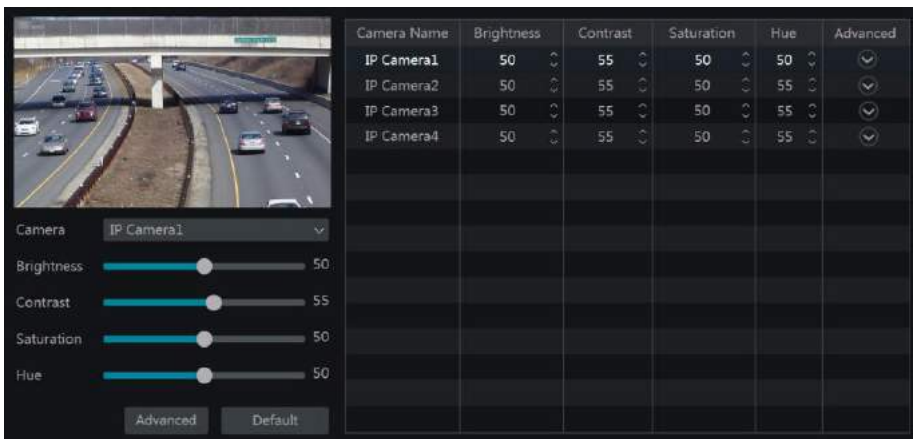 Camera Name Brightness Contrast Saturation Hue Advanced
IP Camera1 50 55 50 50
IP Camera2 50 55 50 55
IP Camera3 50 55 50 55
IP Camera4 50 55 50 55
Camera IP Camera1
Brightness 50
Contrast 55
Saturation 50
Hue 50
Advanced Default